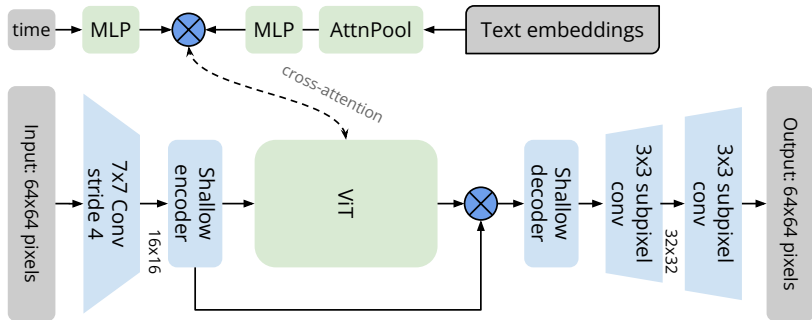 time
MLP
MLP
AttnPool
Text embeddings
cross-attention
Input: 64x64 pixels
7x7 Conv
stride 4
16x16
Shallow
encoder
ViT
Shallow
decoder
3x3 subpixel
conv
32x32
3x3 subpixel
conv
Output: 64x64 pixels